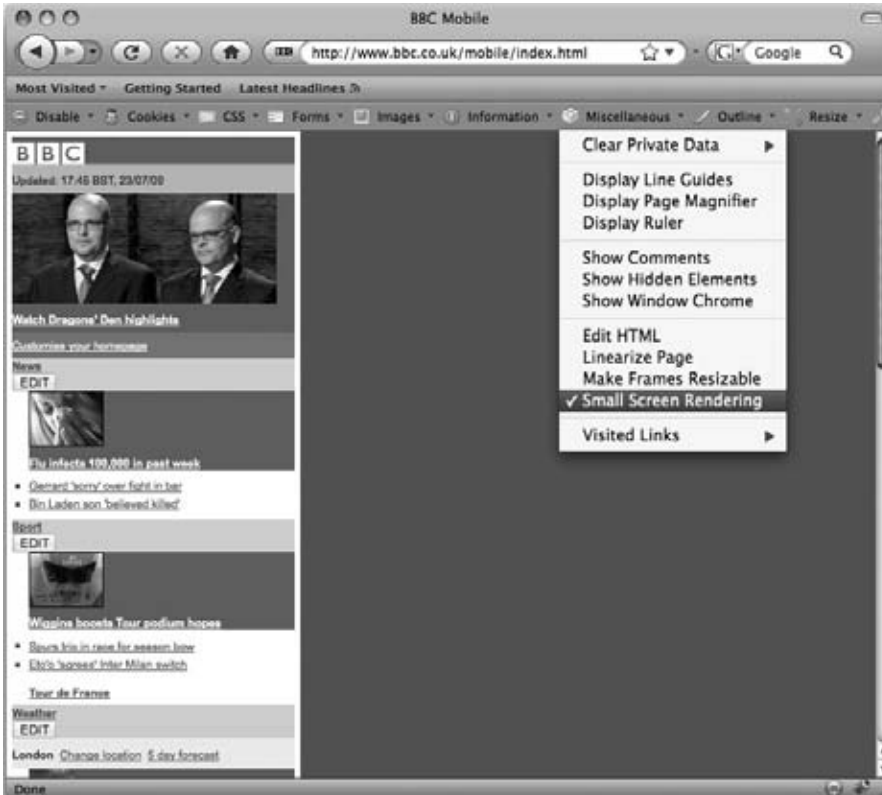 BBC Mobile
http://www.bbc.co.uk/mobile/index.html
Google
Most Visited Getting Started Latest Headlines
Disable Cookies CSS Forms Images Information Miscellaneous Outline Resize
BBC
Updated: 17:45 BST, 23/07/09
Watch Dragons' Den highlights
Customise your homepage
News
EDIT
Flu infects 100,000 in past week
Gerrard 'sorry' over fight in bar
Bin Laden son 'believed killed'
Sport
EDIT
Wiggins boosts Tour podium hopes
Spurs trio in race for season bow
Eto'o 'agrees' Inter Milan switch
Tour de France
Weather
EDIT
London Change location 5 day forecast
Clear Private Data
Display Line Guides
Display Page Magnifier
Display Ruler
Show Comments
Show Hidden Elements
Show Window Chrome
Edit HTML
Linearize Page
Make Frames Resizable
✓ Small Screen Rendering
Visited Links
Done